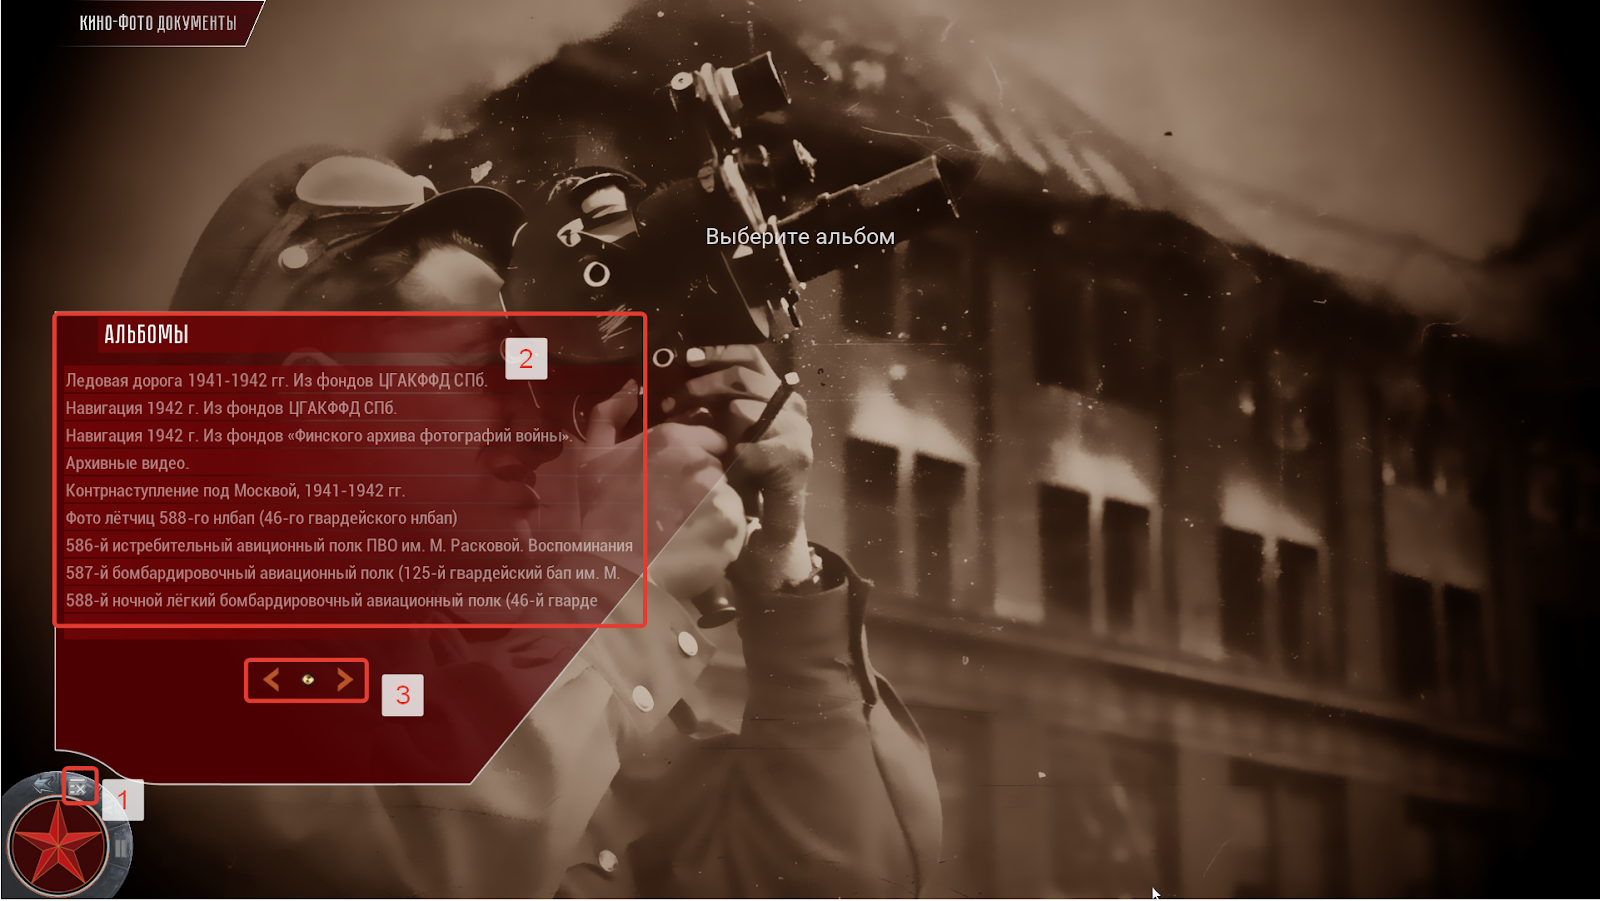 КИНО-ФОТО ДОКУМЕНТЫ
Выберите альбом
АЛЬБОМЫ
2
Ледовая дорога 1941-1942 гг. Из фондов ЦГАКФФД СПб.
Навигация 1942 г. Из фондов ЦГАКФФД СПб.
Навигация 1942 г. Из фондов «Финского архива фотографий войны».
Архивные видео.
Контрнаступление под Москвой, 1941-1942 гг.
Фото лётчиц 588-го нлбап (46-го гвардейского нлбап)
586-й истребительный авиционный полк ПВО им. М. Расковой. Воспоминания
587-й бомбардировочный авиационный полк (125-й гвардейский бап им. М.
588-й ночной лёгкий бомбардировочный авиационный полк (46-й гварде
3
1